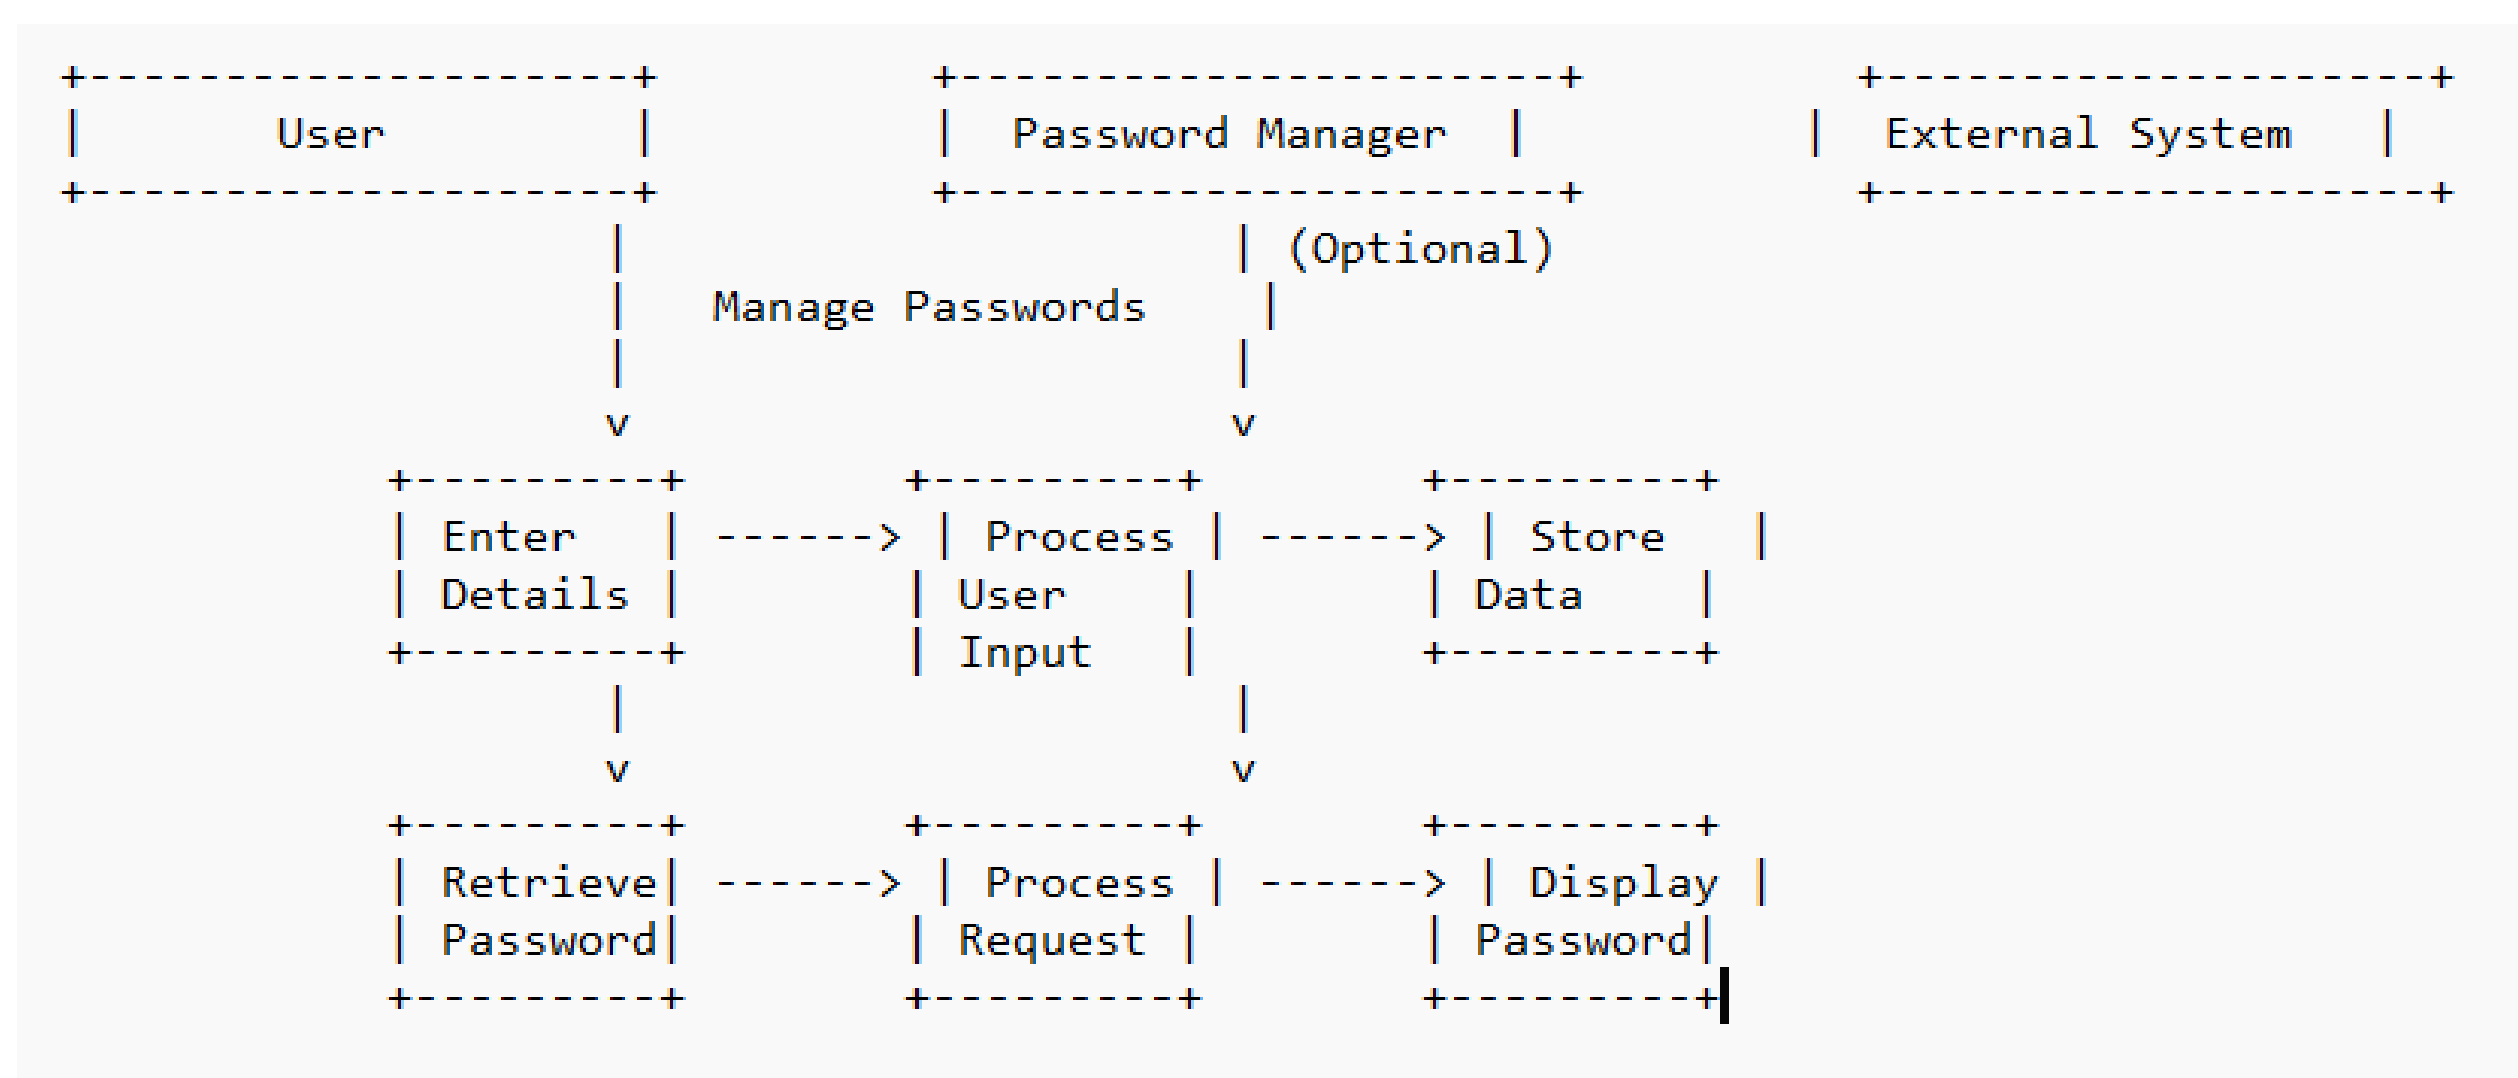 +--------------------+          +----------------------+          +--------------------+
|       User         |          |  Password Manager  |          |  External System   |
+--------------------+          +----------------------+          +--------------------+
                    |                      | (Optional)
                    |   Manage Passwords    |
                    |                      |
                    v                      v
            +---------+        +---------+        +---------+
            | Enter   | ------> | Process | ------> | Store   |
            | Details |        | User    |        | Data    |
            +---------+        | Input   |        +---------+
                    |                      |
                    v                      v
            +---------+        +---------+        +---------+
            | Retrieve| ------> | Process | ------> | Display |
            | Password|        | Request |        | Password|
            +---------+        +---------+        +---------+